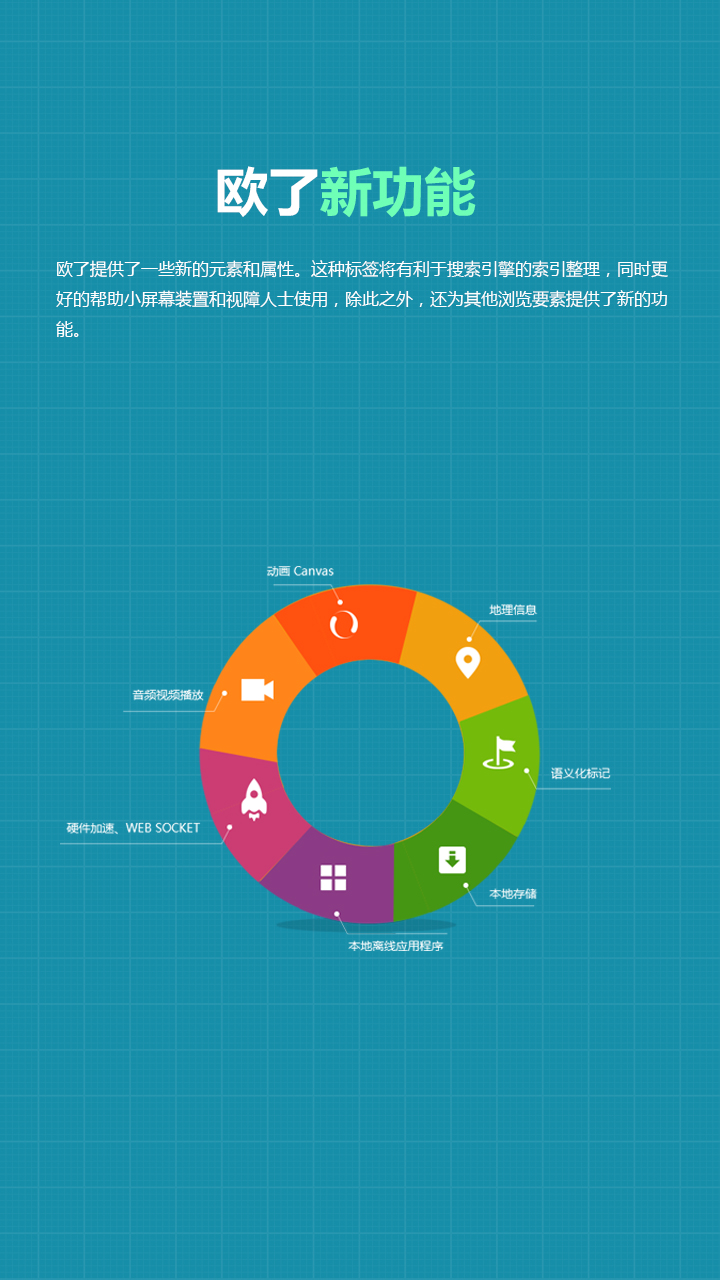 欧了新功能
欧了提供了一些新的元素和属性。这种标签将有利于搜索引擎的索引整理，同时更
好的帮助小屏幕装置和视障人士使用，除此之外，还为其他浏览要素提供了新的功
能。
动画 Canvas
地理信息
音频视频播放
语义化标记
硬件加速、WEB SOCKET
本地存储
本地离线应用程序